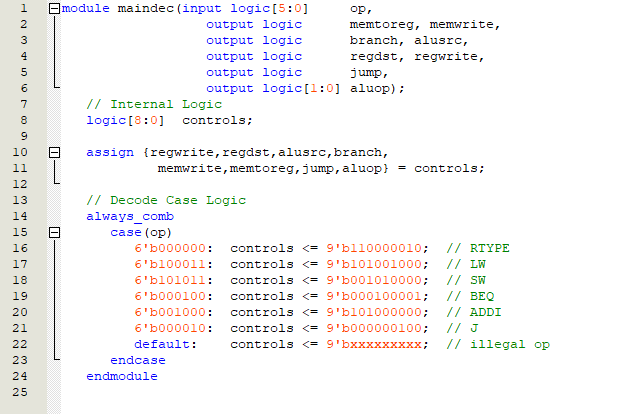 1 module maindec(input logic[5:0] op,
2 output logic memtoreg, memwrite,
3 output logic branch, alusrc,
4 output logic regdst, regwrite,
5 output logic jump,
6 output logic[1:0] aluop);
7 // Internal Logic
8 logic[8:0] controls;
9
10 assign {regwrite,regdst,alusrc,branch,
11 memwrite,memtoreg,jump,aluop} = controls;
12
13 // Decode Case Logic
14 always_comb
15 case(op)
16 6'b000000: controls <= 9'b110000010; // RTYPE
17 6'b100011: controls <= 9'b101001000; // LW
18 6'b101011: controls <= 9'b001010000; // SW
19 6'b000100: controls <= 9'b000100001; // BEQ
20 6'b001000: controls <= 9'b101000000; // ADDI
21 6'b000010: controls <= 9'b000000100; // J
22 default: controls <= 9'bxxxxxxxxx; // illegal op
23 endcase
24 endmodule
25